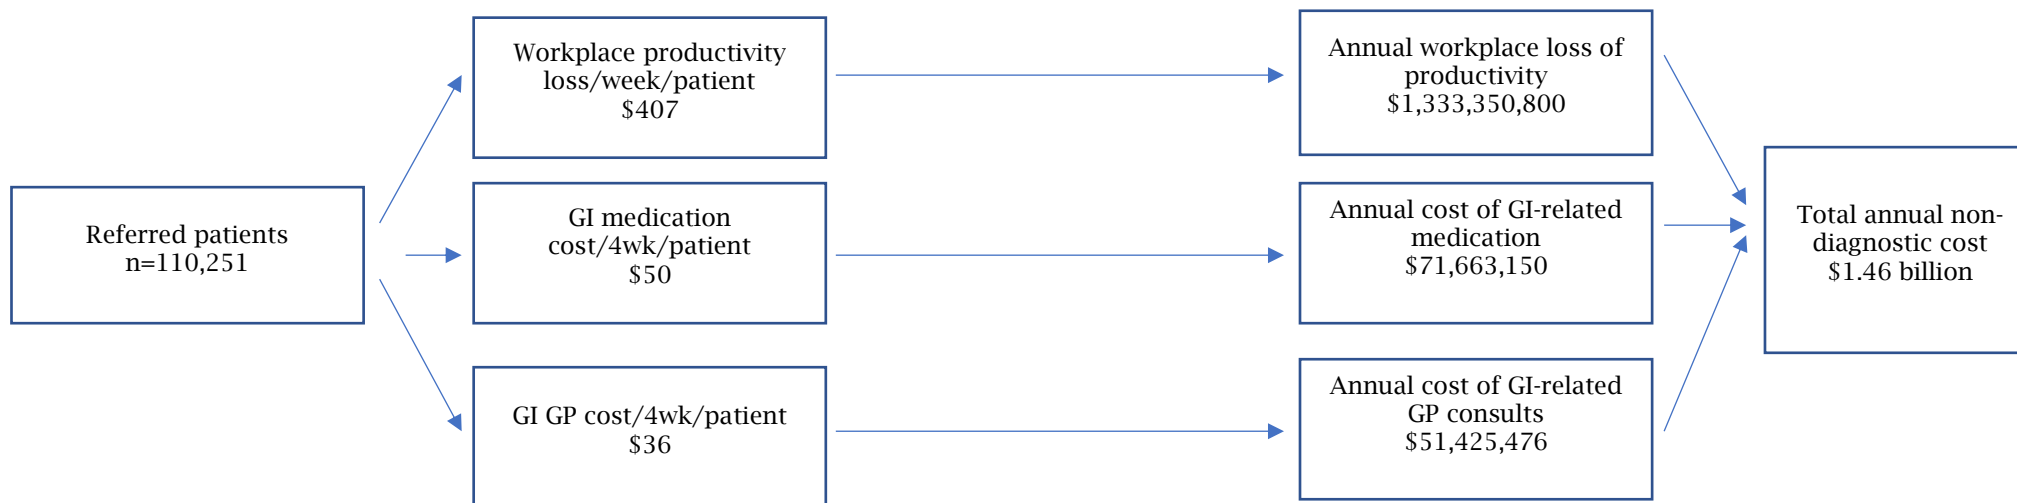 Referred patients
n=110,251
Workplace productivity
loss/week/patient
$407
GI medication
cost/4wk/patient
$50
GI GP cost/4wk/patient
$36
Annual workplace loss of
productivity
$1,333,350,800
Annual cost of GI-related
medication
$71,663,150
Annual cost of GI-related
GP consults
$51,425,476
Total annual non-
diagnostic cost
$1.46 billion